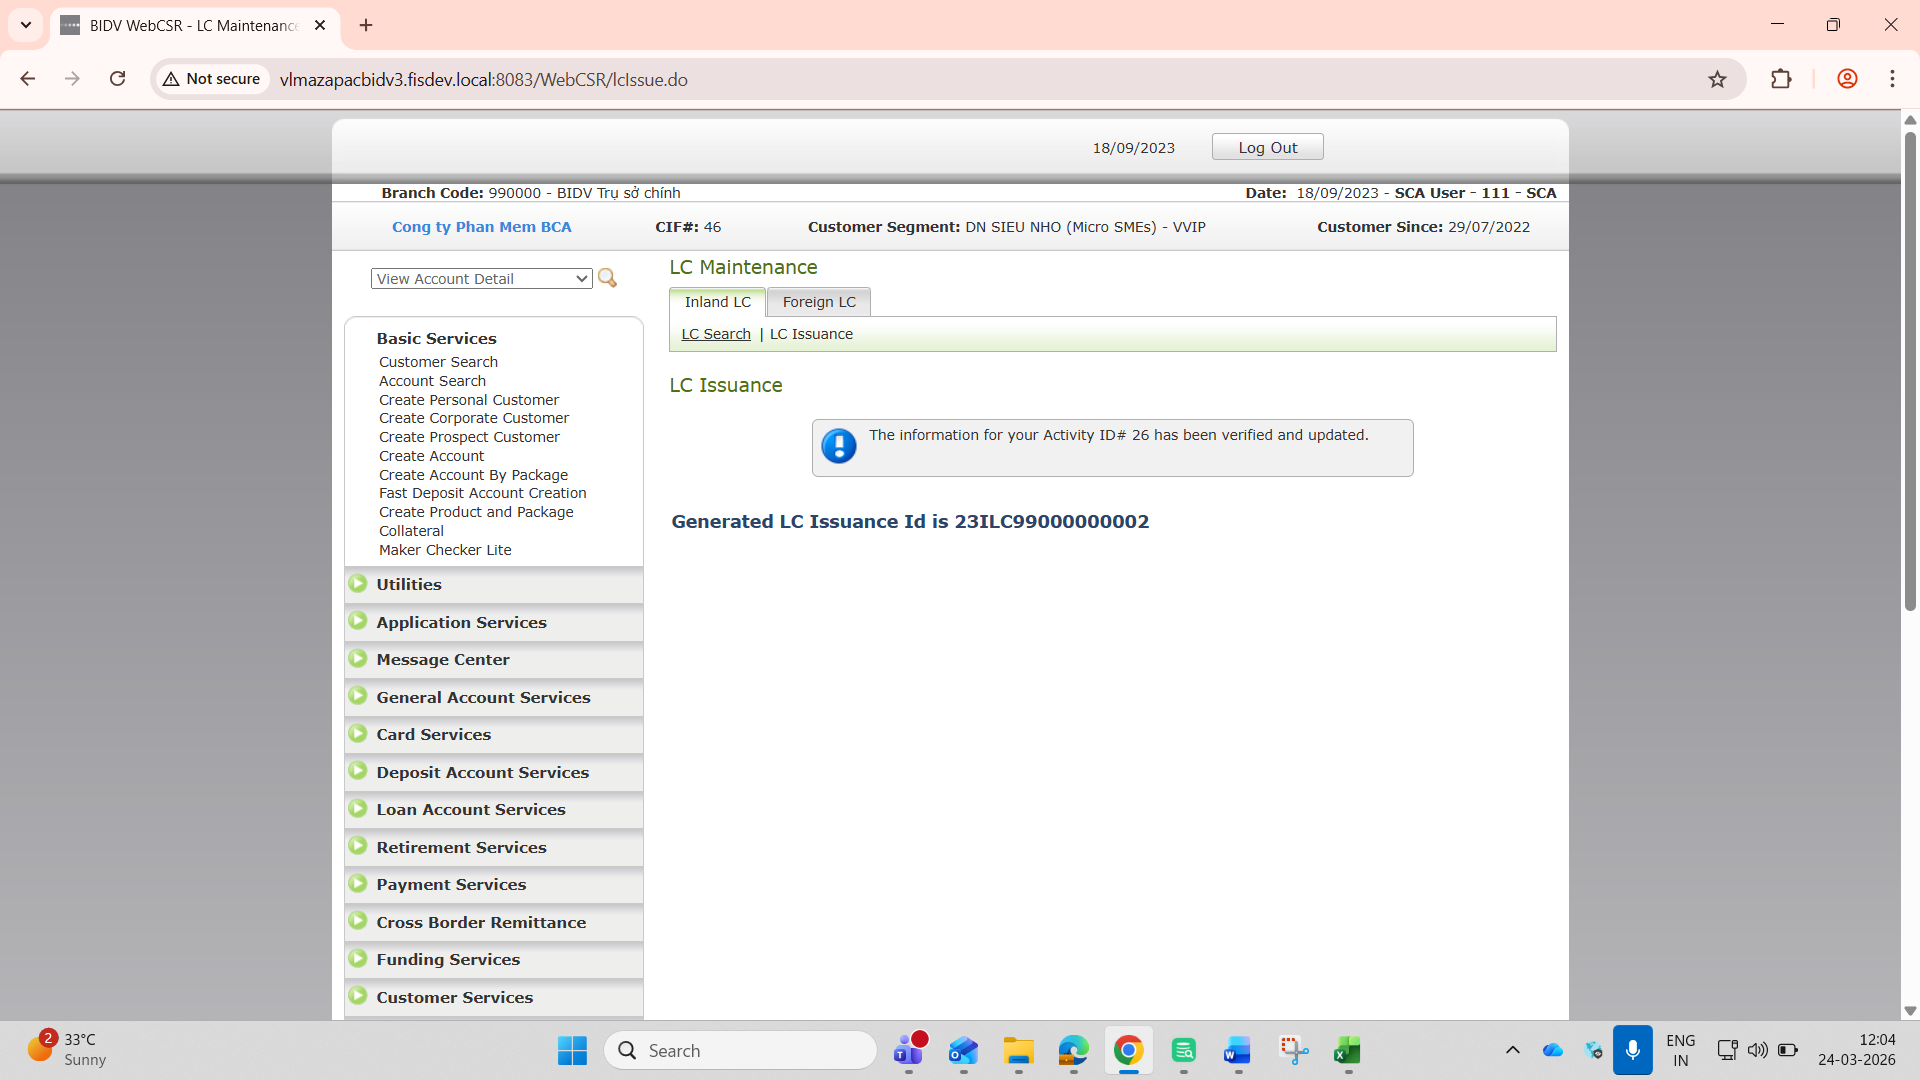 BIDV WebCSR - LC Maintenanc
Not secure
vlmazapacbidv3.fisdev.local:8083/WebCSR/lcIssue.do
18/09/2023
Log Out
Branch Code: 990000 - BIDV Trụ sở chính
Date: 18/09/2023 - SCA User - 111 - SCA
Cong ty Phan Mem BCA
CIF#: 46
Customer Segment: DN SIEU NHO (Micro SMEs) - VVIP
Customer Since: 29/07/2022
View Account Detail
Basic Services
Customer Search
Account Search
Create Personal Customer
Create Corporate Customer
Create Prospect Customer
Create Account
Create Account By Package
Fast Deposit Account Creation
Create Product and Package
Collateral
Maker Checker Lite
Utilities
Application Services
Message Center
General Account Services
Card Services
Deposit Account Services
Loan Account Services
Retirement Services
Payment Services
Cross Border Remittance
Funding Services
Customer Services
LC Maintenance
Inland LC
Foreign LC
LC Search | LC Issuance
LC Issuance
The information for your Activity ID# 26 has been verified and updated.
Generated LC Issuance Id is 23ILC99000000002
2
33°C
Sunny
Search
ENG
IN
12:04
24-03-2026